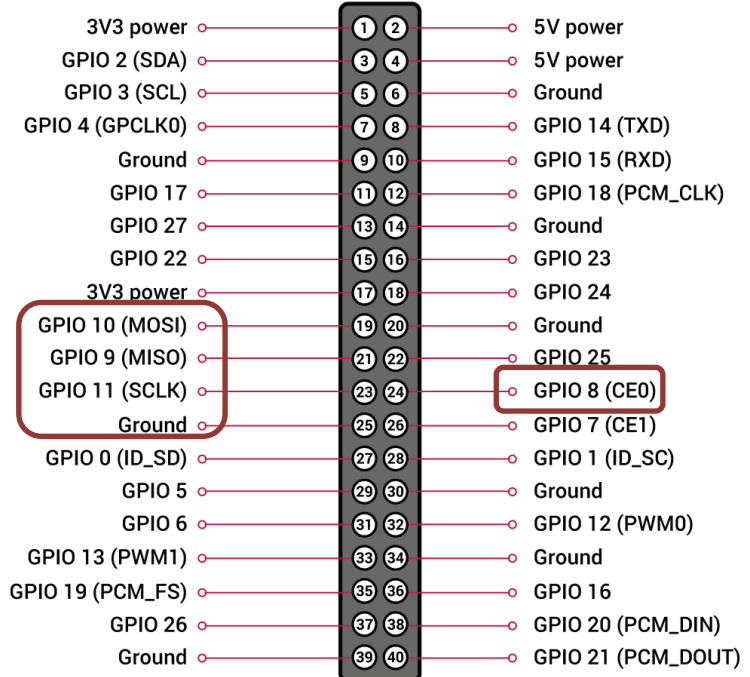 3V3 power 1 2 5V power
GPIO 2 (SDA) 3 4 5V power
GPIO 3 (SCL) 5 6 Ground
GPIO 4 (GPCLK0) 7 8 GPIO 14 (TXD)
Ground 9 10 GPIO 15 (RXD)
GPIO 17 11 12 GPIO 18 (PCM_CLK)
GPIO 27 13 14 Ground
GPIO 22 15 16 GPIO 23
3V3 power 17 18 GPIO 24
GPIO 10 (MOSI) 19 20 Ground
GPIO 9 (MISO) 21 22 GPIO 25
GPIO 11 (SCLK) 23 24 GPIO 8 (CE0)
Ground 25 26 GPIO 7 (CE1)
GPIO 0 (ID_SD) 27 28 GPIO 1 (ID_SC)
GPIO 5 29 30 Ground
GPIO 6 31 32 GPIO 12 (PWM0)
GPIO 13 (PWM1) 33 34 Ground
GPIO 19 (PCM_FS) 35 36 GPIO 16
GPIO 26 37 38 GPIO 20 (PCM_DIN)
Ground 39 40 GPIO 21 (PCM_DOUT)